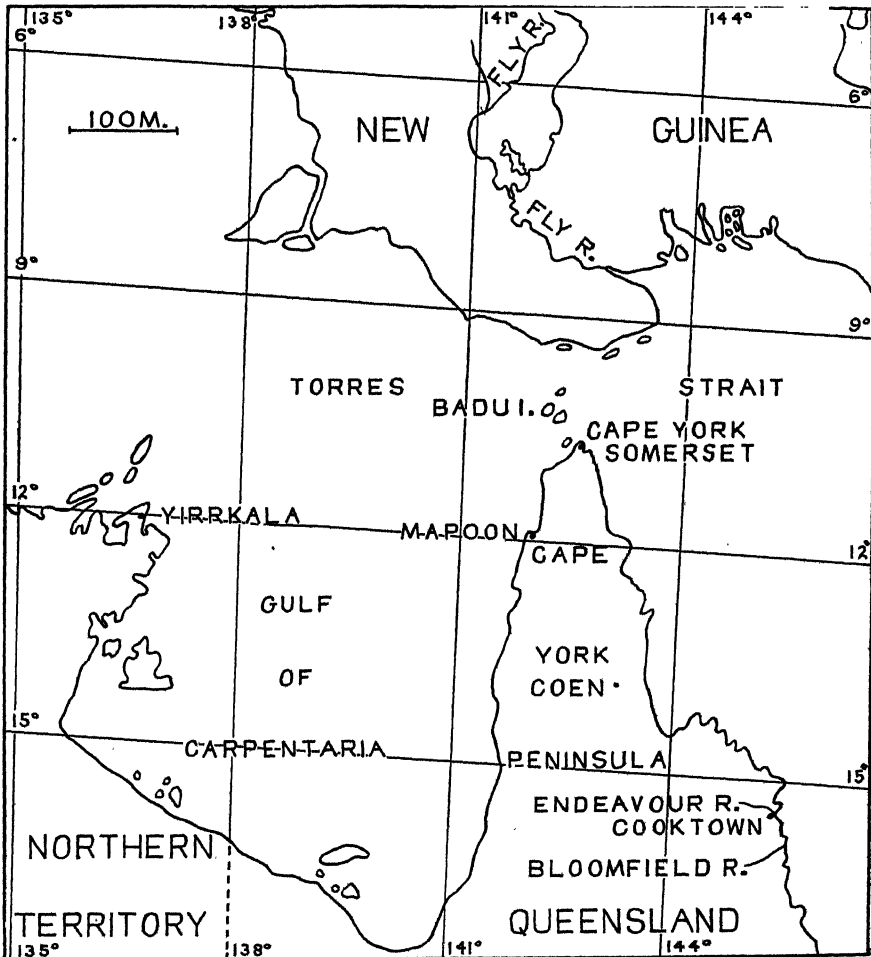 135° 138° 141° 144°
6°
FLY R.
100M.
NEW GUINEA
6°
FLY R.
9°
9°
TORRES STRAIT
BADU I.
CAPE YORK
SOMERSET
12°
YIRRKALA
MAPOON
CAPE
12°
GULF
YORK
OF
COEN
15°
CARPENTARIA
PENINSULA
15°
ENDEAVOUR R.
COOKTOWN
NORTHERN
BLOOMFIELD R.
TERRITORY
QUEENSLAND
135° 138° 141° 144°